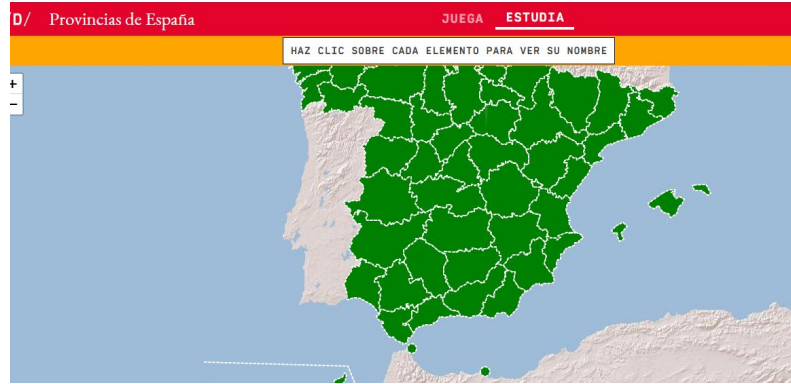 /D/ Provincias de España
JUEGA ESTUDIA
HAZ CLIC SOBRE CADA ELEMENTO PARA VER SU NOMBRE
+
−